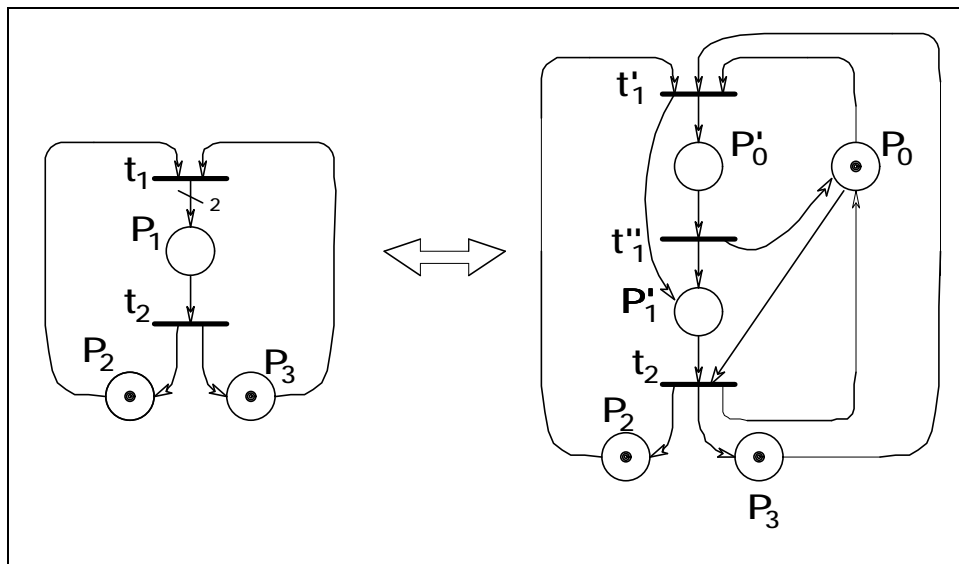 t₁
2
P₁
t₂
P₂
P₃
t'₁
P'₀
P₀
t''₁
P'₁
t₂
P₂
P₃